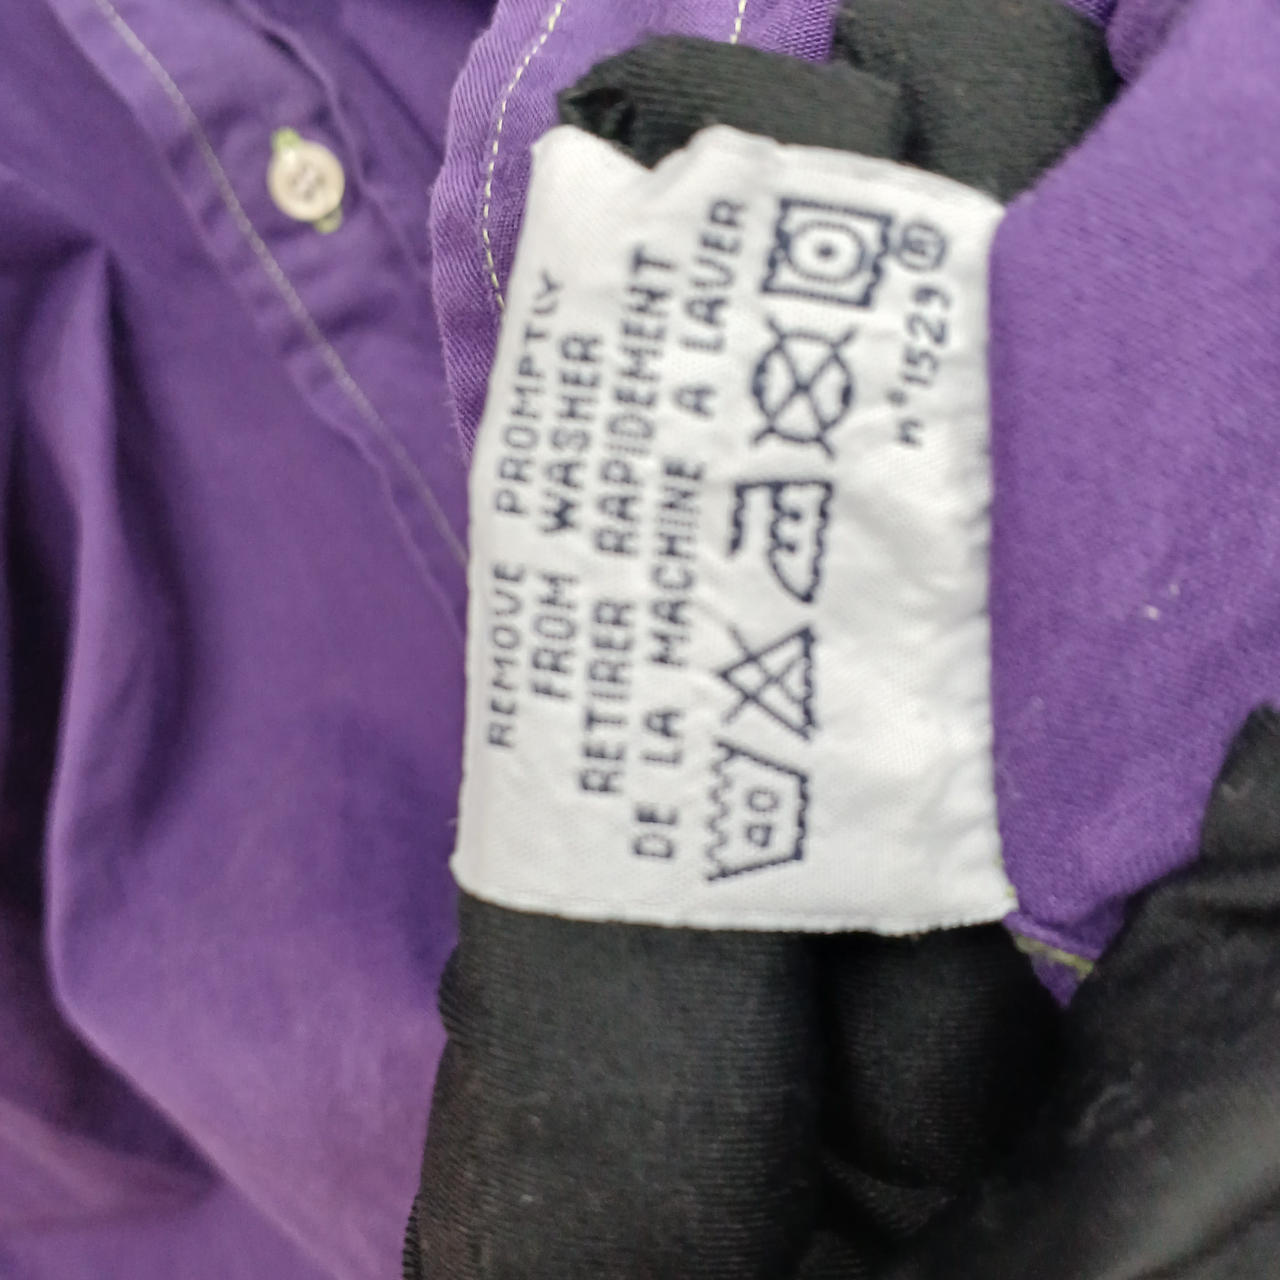 REMOVE PROMPTLY
FROM WASHER
RETIRER RAPIDEMENT
DE LA MACHINE A LAVER
40
n°1529